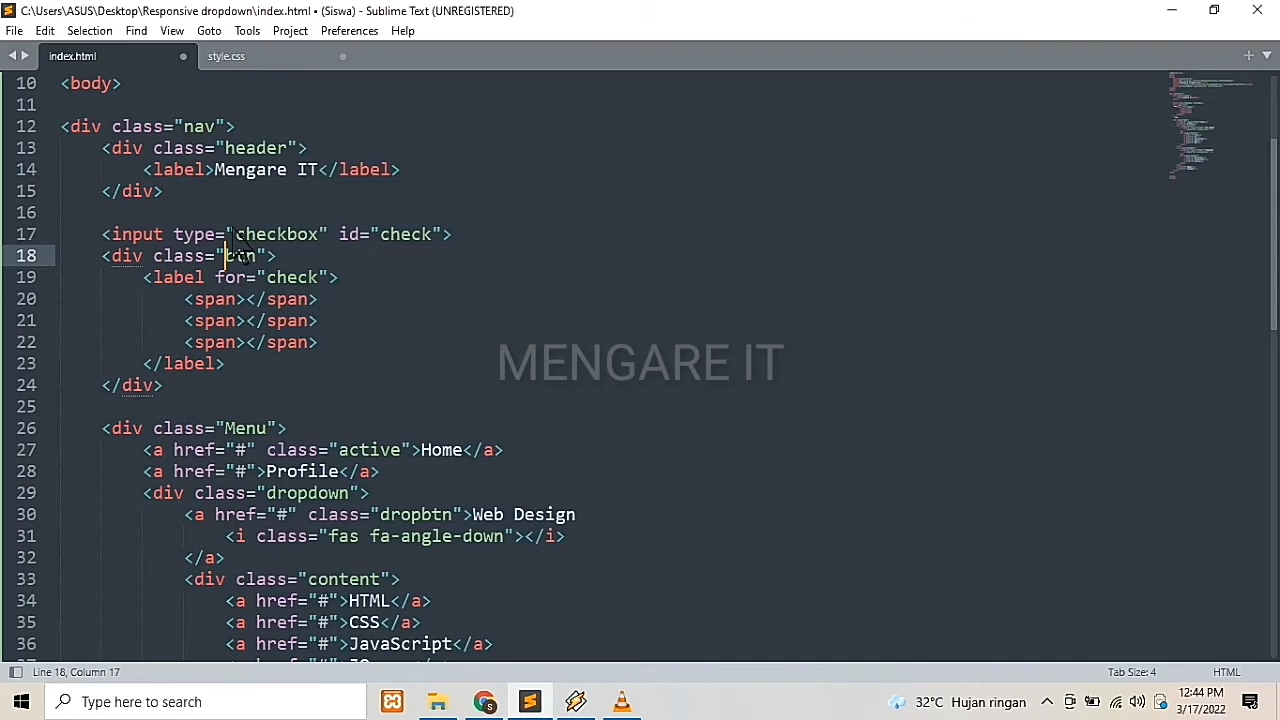 C:\Users\ASUS\Desktop\Responsive dropdown\index.html • (Siswa) - Sublime Text (UNREGISTERED)
File Edit Selection Find View Goto Tools Project Preferences Help
index.html style.css
10 <body>
11
12 <div class="nav">
13 <div class="header">
14 <label>Mengare IT</label>
15 </div>
16
17 <input type="checkbox" id="check">
18 <div class="btn">
19 <label for="check">
20 <span></span>
21 <span></span>
22 <span></span>
23 </label>
24 </div>
25
26 <div class="Menu">
27 <a href="#" class="active">Home</a>
28 <a href="#">Profile</a>
29 <div class="dropdown">
30 <a href="#" class="dropbtn">Web Design
31 <i class="fas fa-angle-down"></i>
32 </a>
33 <div class="content">
34 <a href="#">HTML</a>
35 <a href="#">CSS</a>
36 <a href="#">JavaScript</a>
MENGARE IT
Line 18, Column 17 Tab Size: 4 HTML
Type here to search
32°C Hujan ringan
12:44 PM
3/17/2022